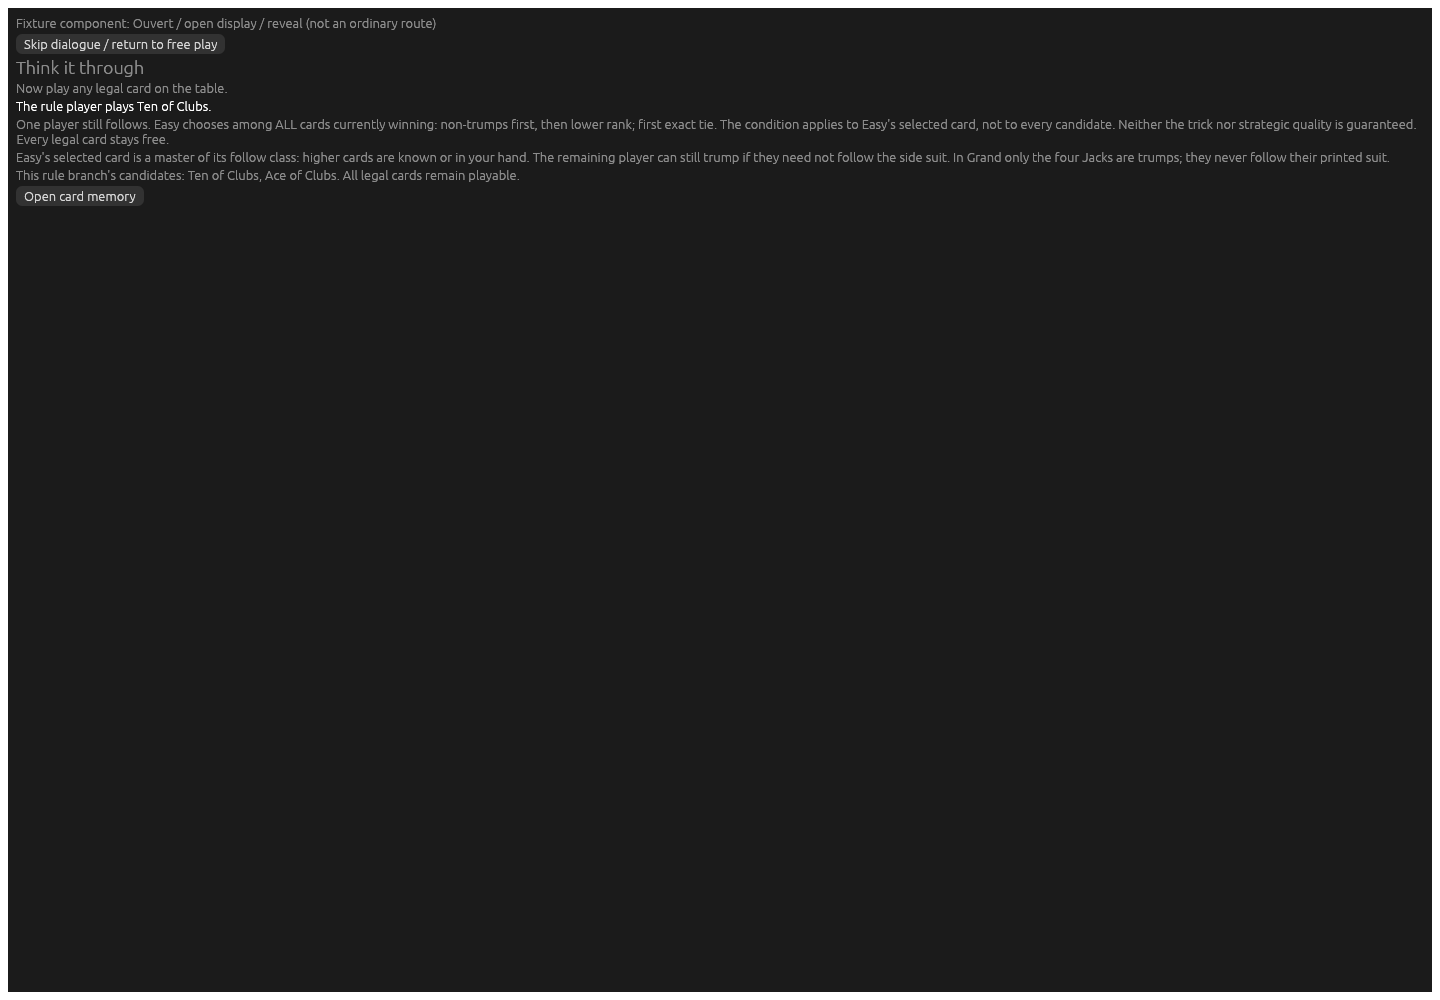 Fixture component: Ouvert / open display / reveal (not an ordinary route)
Skip dialogue / return to free play
Think it through
Now play any legal card on the table.
The rule player plays Ten of Clubs.
One player still follows. Easy chooses among ALL cards currently winning: non-trumps first, then lower rank; first exact tie. The condition applies to Easy's selected card, not to every candidate. Neither the trick nor strategic quality is guaranteed.
Every legal card stays free.
Easy's selected card is a master of its follow class: higher cards are known or in your hand. The remaining player can still trump if they need not follow the side suit. In Grand only the four Jacks are trumps; they never follow their printed suit.
This rule branch's candidates: Ten of Clubs, Ace of Clubs. All legal cards remain playable.
Open card memory